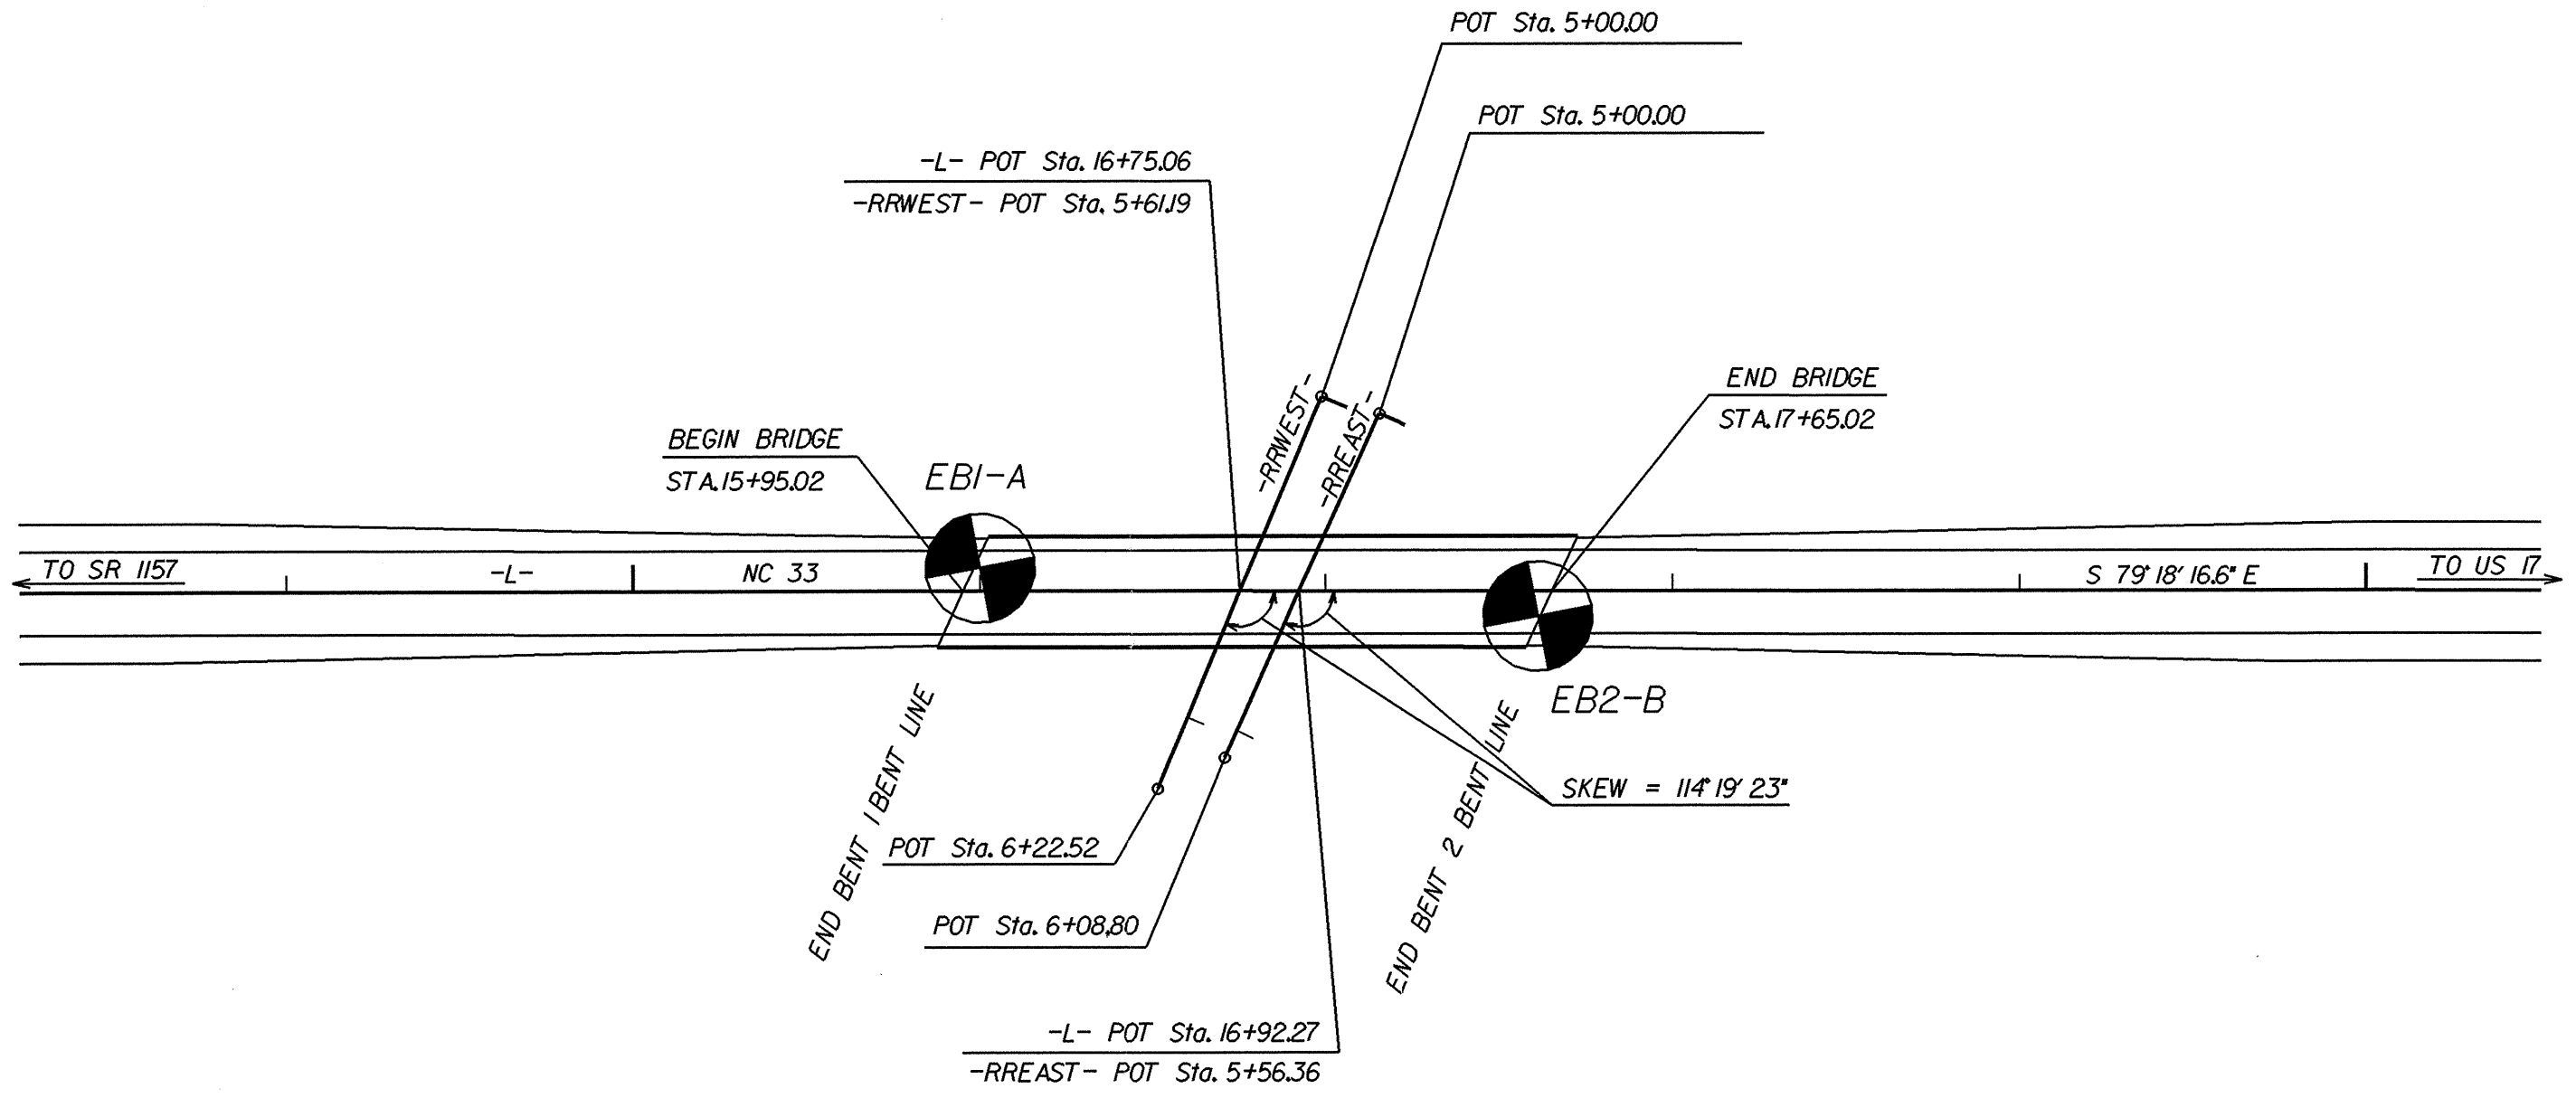 POT Sta. 5+00.00
POT Sta. 5+00.00
-L- POT Sta. 16+75.06
-RRWEST- POT Sta. 5+61.19
END BRIDGE
STA.17+65.02
BEGIN BRIDGE
STA.15+95.02
EB1-A
-RRWEST-
-RREAST-
TO SR 1157
-L-
NC 33
S 79° 18' 16.6" E
TO US 17
EB2-B
END BENT 1 BENT LINE
END BENT 2 BENT LINE
SKEW = 114° 19' 23"
POT Sta. 6+22.52
POT Sta. 6+08.80
-L- POT Sta. 16+92.27
-RREAST- POT Sta. 5+56.36